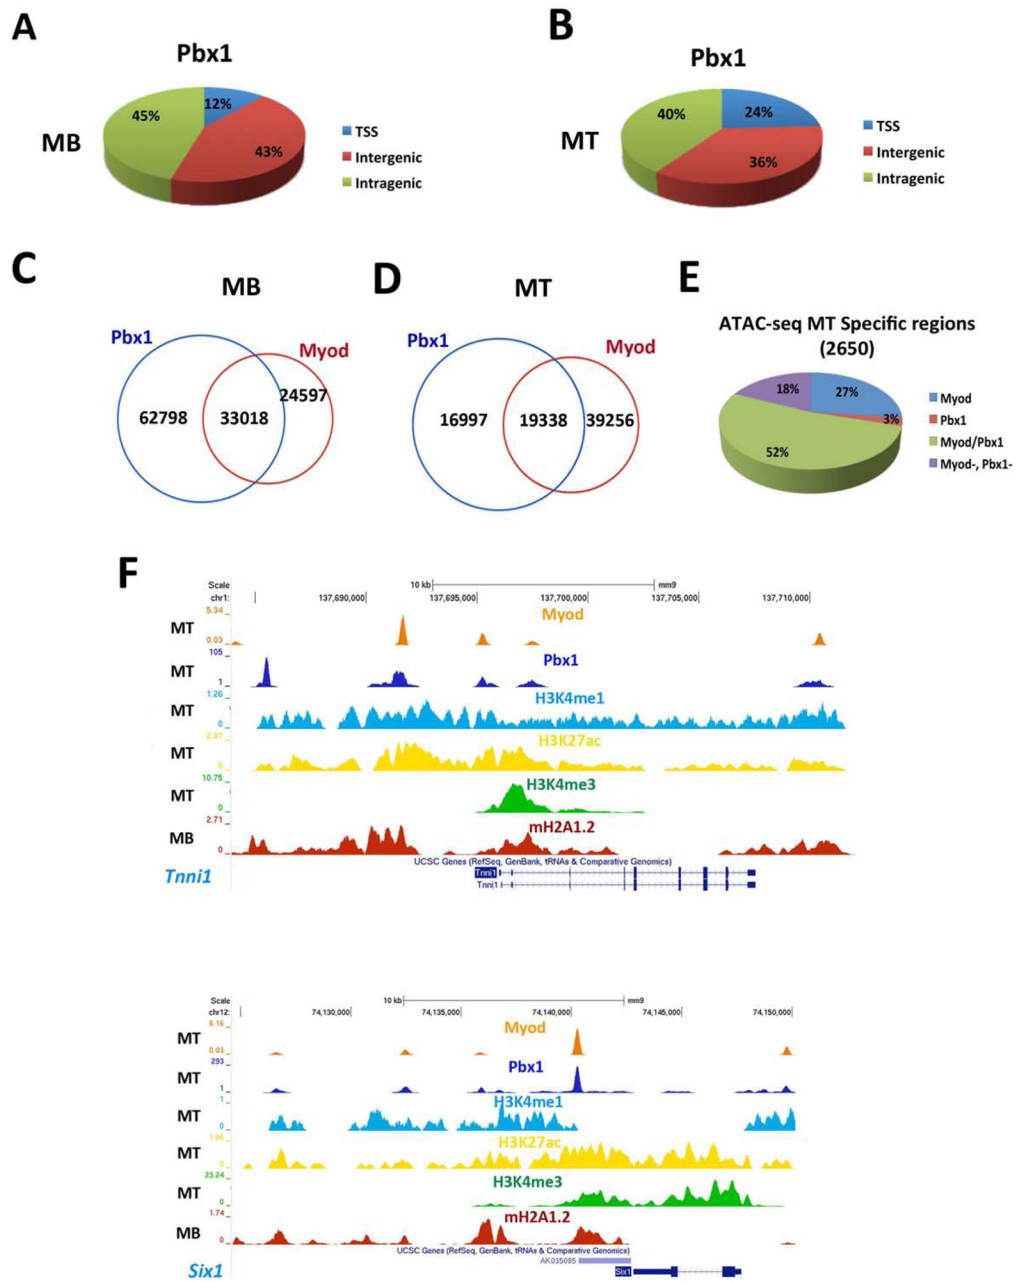 A
Pbx1
MB
12%
45%
43%
TSS
Intergenic
Intragenic
B
Pbx1
MT
24%
40%
36%
TSS
Intergenic
Intragenic
C
MB
Pbx1
Myod
62798
33018
24597
D
MT
Pbx1
Myod
16997
19338
39256
E
ATAC-seq MT Specific regions
(2650)
18%
27%
3%
52%
Myod
Pbx1
Myod/Pbx1
Myod-, Pbx1-
F
Scale
10 kb
mm9
chr1:
137,690,000
137,695,000
137,700,000
137,705,000
137,710,000
MT
5.34
0.03
Myod
MT
105
1
Pbx1
MT
1.26
0
H3K4me1
MT
0
H3K27ac
MT
10.75
0
H3K4me3
MB
2.71
0
mH2A1.2
UCSC Genes (RefSeq, GenBank, tRNAs & Comparative Genomics)
Tnni1
Tnni1
Tnni1
Scale
10 kb
mm9
chr12:
74,130,000
74,135,000
74,140,000
74,145,000
74,150,000
MT
6.16
0.03
Myod
MT
293
1
Pbx1
MT
1
0
H3K4me1
MT
0
H3K27ac
MT
23.24
0
H3K4me3
MB
1.74
0
mH2A1.2
UCSC Genes (RefSeq, GenBank, tRNAs & Comparative Genomics)
AK035085
Six1
Six1